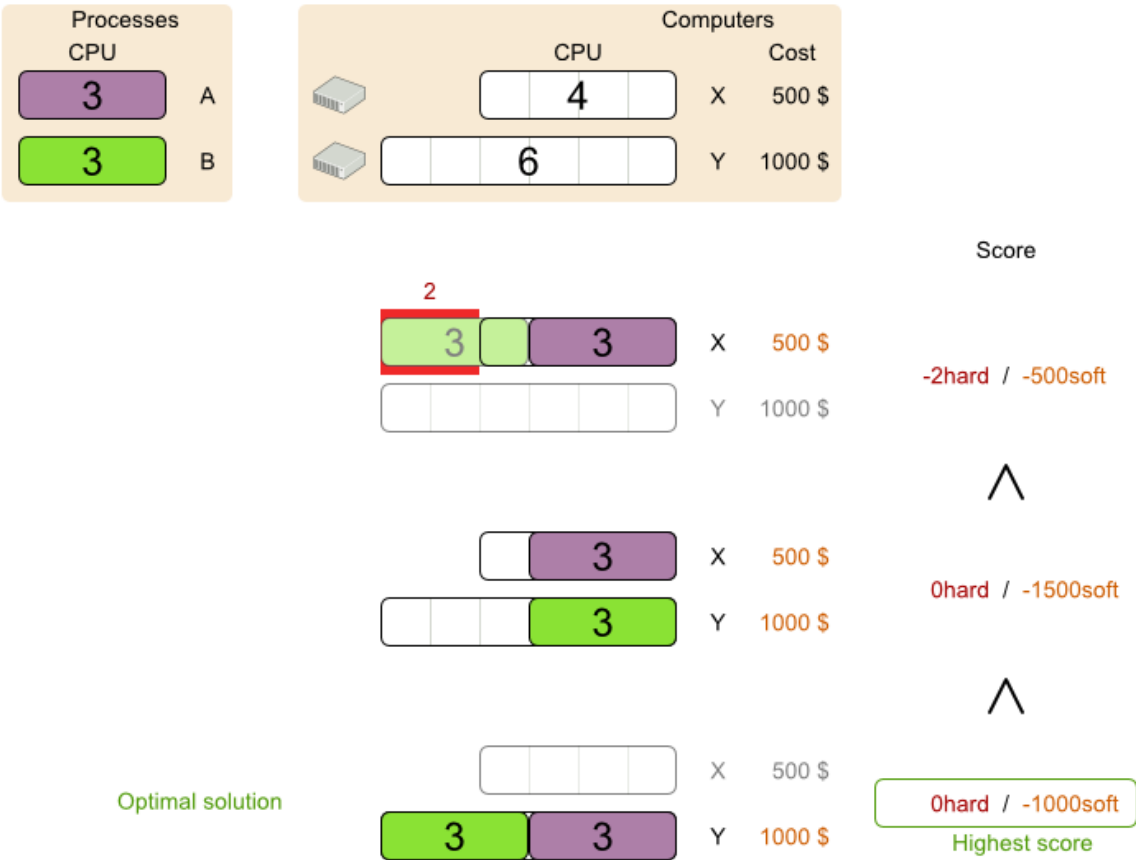 Processes
CPU
3 A
3 B
Computers
CPU Cost
4 X 500 $
6 Y 1000 $
Score
2
3 3 X 500 $
Y 1000 $
-2hard / -500soft
3 X 500 $
3 Y 1000 $
0hard / -1500soft
X 500 $
Optimal solution
3 3 Y 1000 $
0hard / -1000soft
Highest score